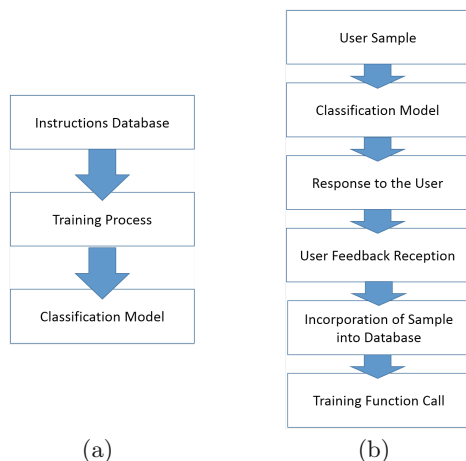 Instructions Database
Training Process
Classification Model
(a)
User Sample
Classification Model
Response to the User
User Feedback Reception
Incorporation of Sample
into Database
Training Function Call
(b)